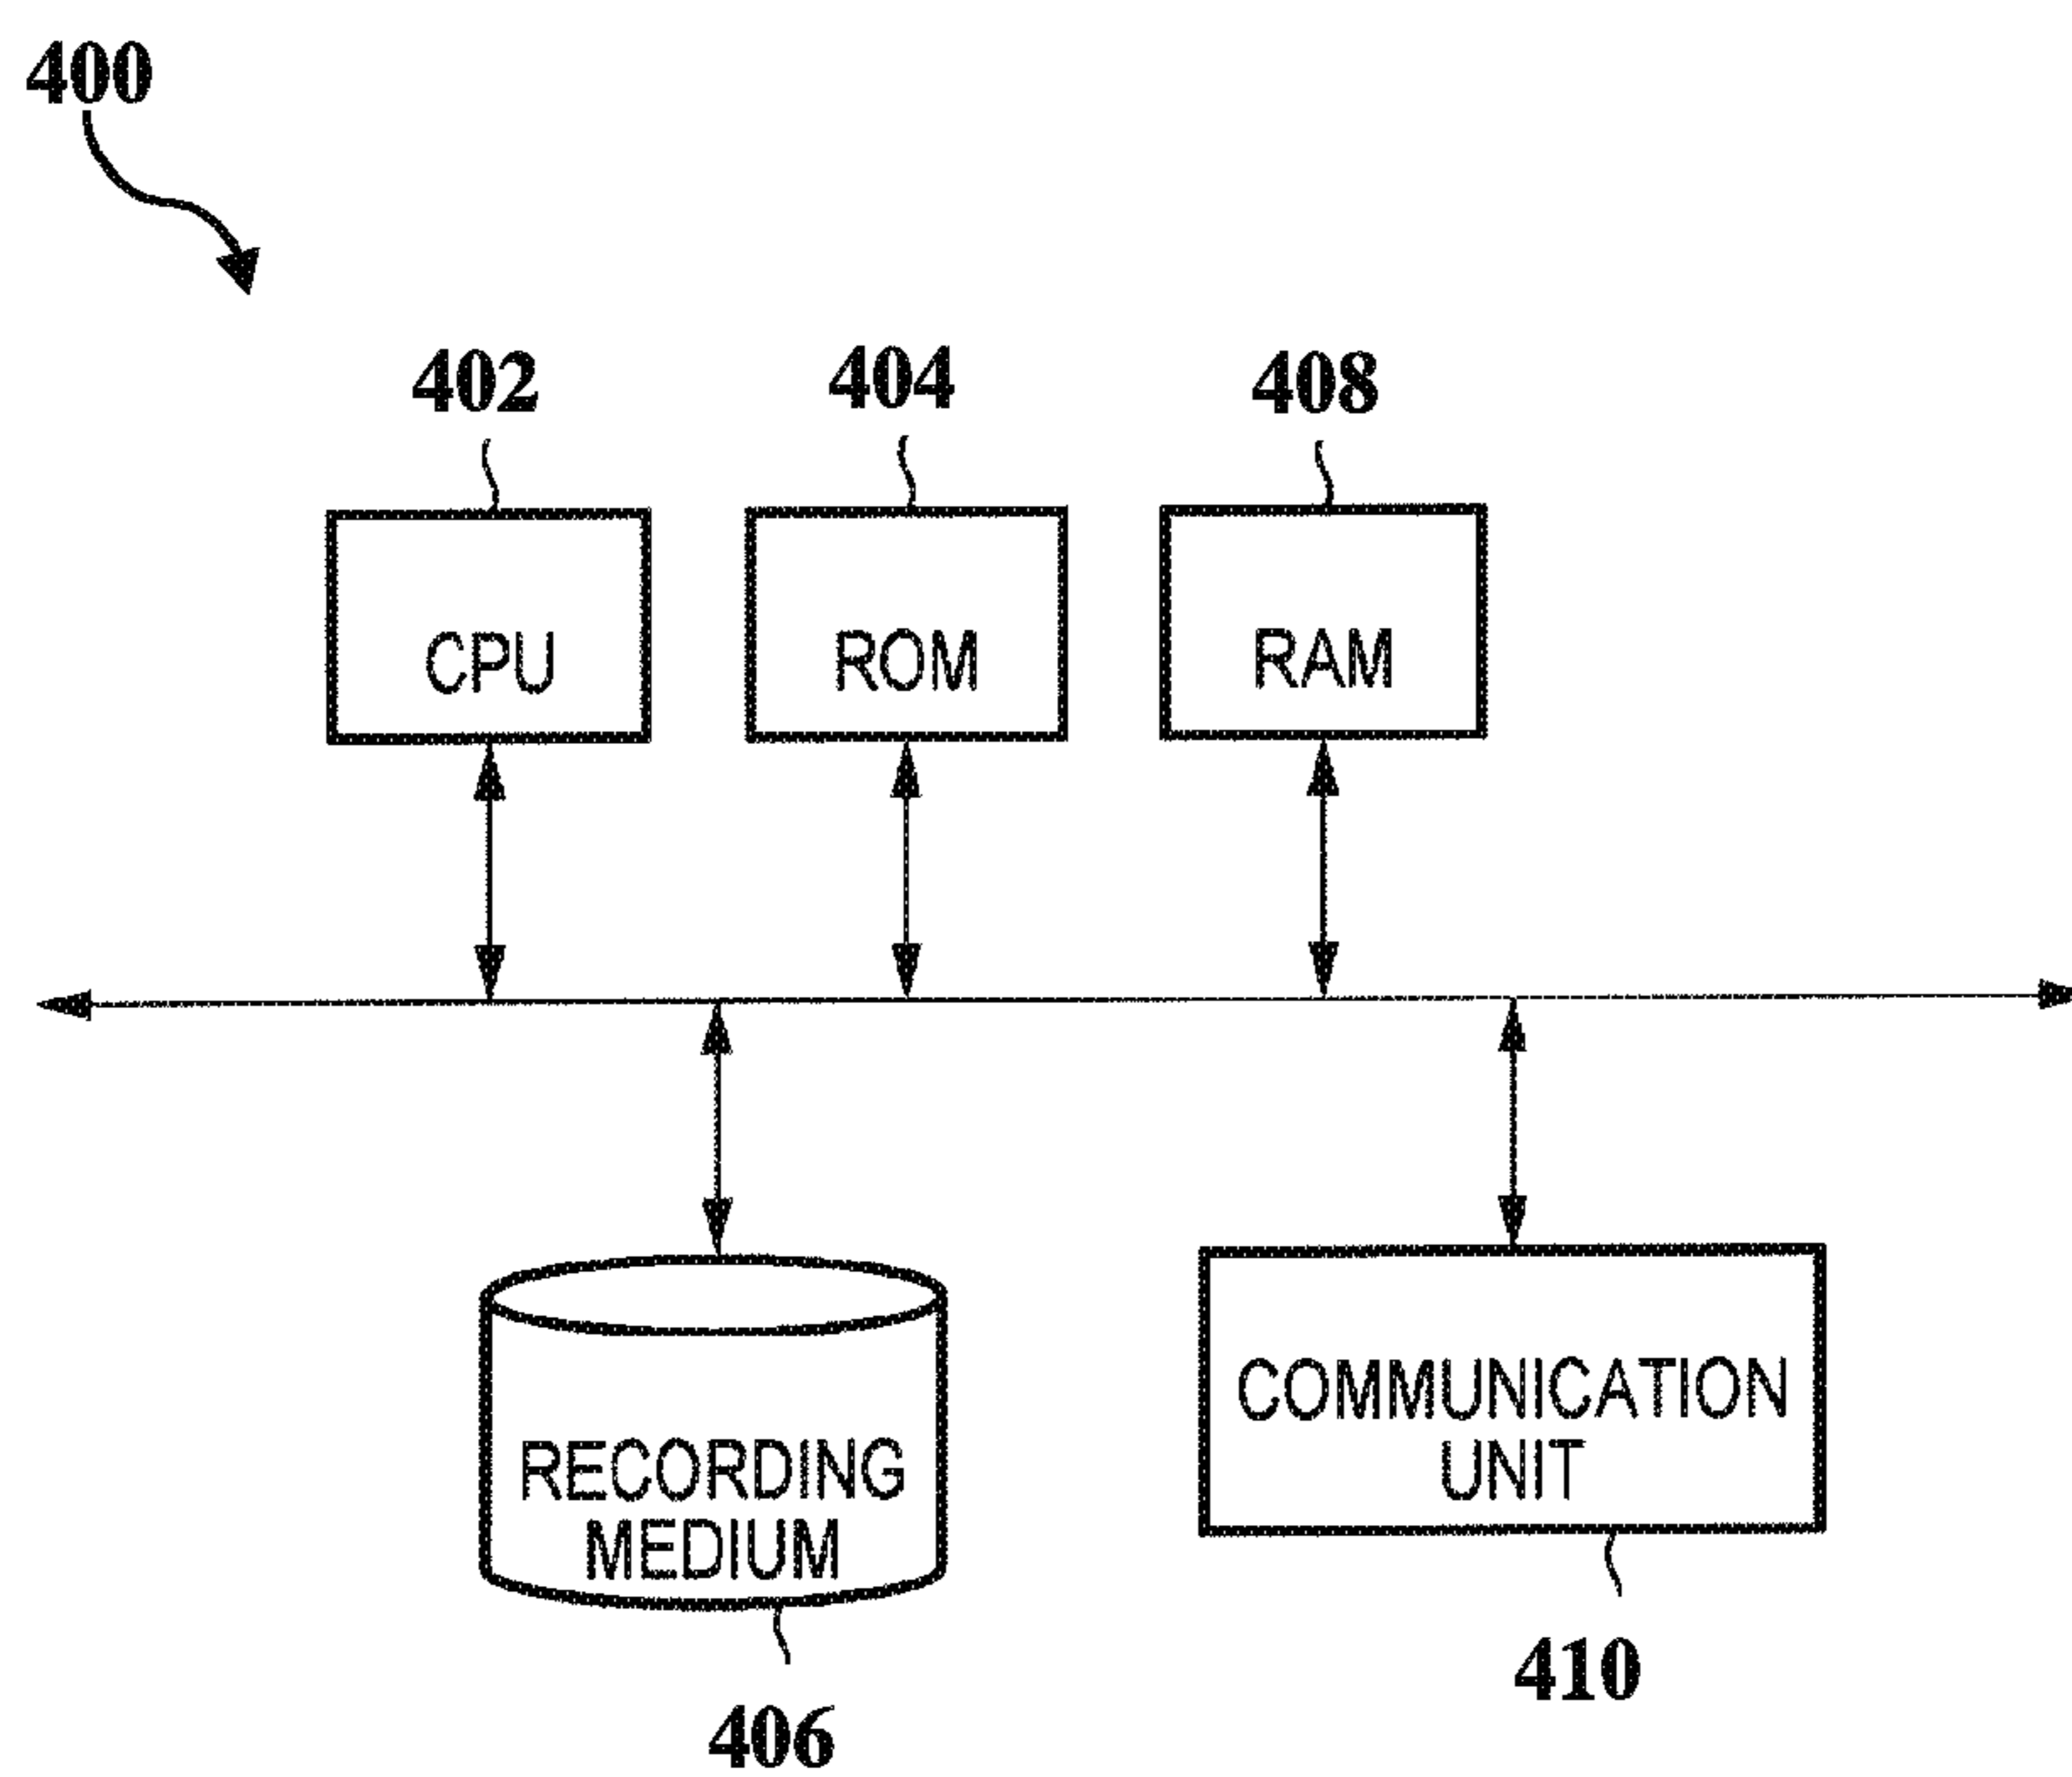 400
402
404
408
CPU
ROM
RAM
RECORDING
MEDIUM
COMMUNICATION
UNIT
410
406